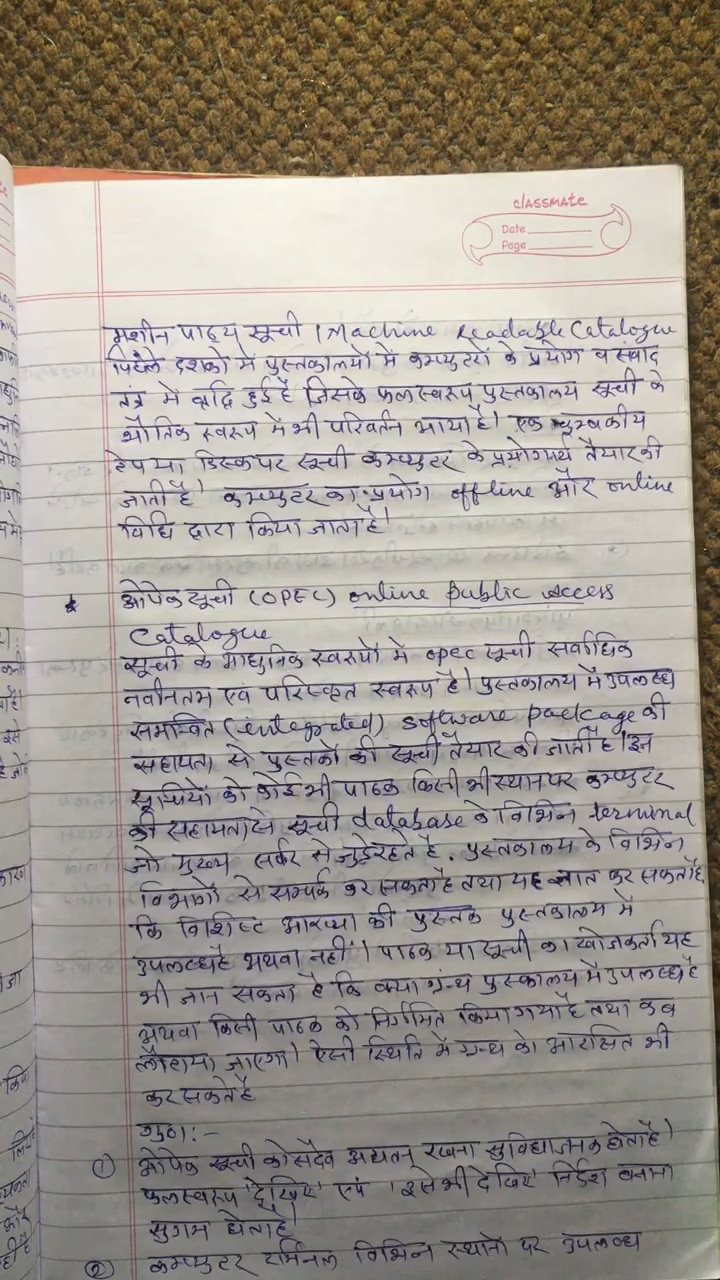 classmate
Date
Page
मशीन पाठ्य सूची (Machine Readable Catalogue
पिछले दशकों में पुस्तकालयों में कम्प्युटरों के प्रयोग व संवाद
तंत्र में वृद्धि हुई है जिसके फलस्वरूप पुस्तकालय सूची के
भौतिक स्वरूप में भी परिवर्तन आया है। एक चुम्बकीय
टेप या डिस्क पर सूची कम्प्युटर के प्रयोगार्थ तैयार की
जाती है। कम्प्युटर का प्रयोग offline और online
विधि द्वारा किया जाता है।
ओपेक सूची (OPEC) online public access
Catalogue
सूची के आधुनिक स्वरूपों में opec सूची सर्वाधिक
नवीनतम एवं परिस्कृत स्वरूप है। पुस्तकालय में उपलब्ध
समन्वित (integrated) software package की
सहायता से पुस्तकों की सूची तैयार की जाती है। इन
सूचियों को कोई भी पाठक किसी भी स्थान पर कम्प्युटर
की सहायता से सूची database के विभिन्न terminal
जो मुख्य सर्वर से जुड़े रहते है. पुस्तकालय के विभिन्न
विभागों से सम्पर्क कर सकता है तथा यह ज्ञात कर सकता है
कि विशिष्ट आख्या की पुस्तक पुस्तकालय में
उपलब्ध है अथवा नहीं। पाठक या सूची का खोजकर्ता यह
भी जान सकता है कि क्या ग्रन्थ पुस्कालय में उपलब्ध है
अथवा किसी पाठक को निर्गमित किया गया है तथा कब
लौटाया जाएगा। ऐसी स्थिति में ग्रन्थ को आरक्षित भी
कर सकते है
गुण:-
① ओपेक सूची को सदैव अद्यतन रखना सुविधाजनक होता है।
फलस्वरूप 'देखिए' एवं 'इसे भी देखिए' निर्देश बनाना
सुगम होता है।
② कम्प्युटर टर्मिनल विभिन्न स्थानों पर उपलब्ध